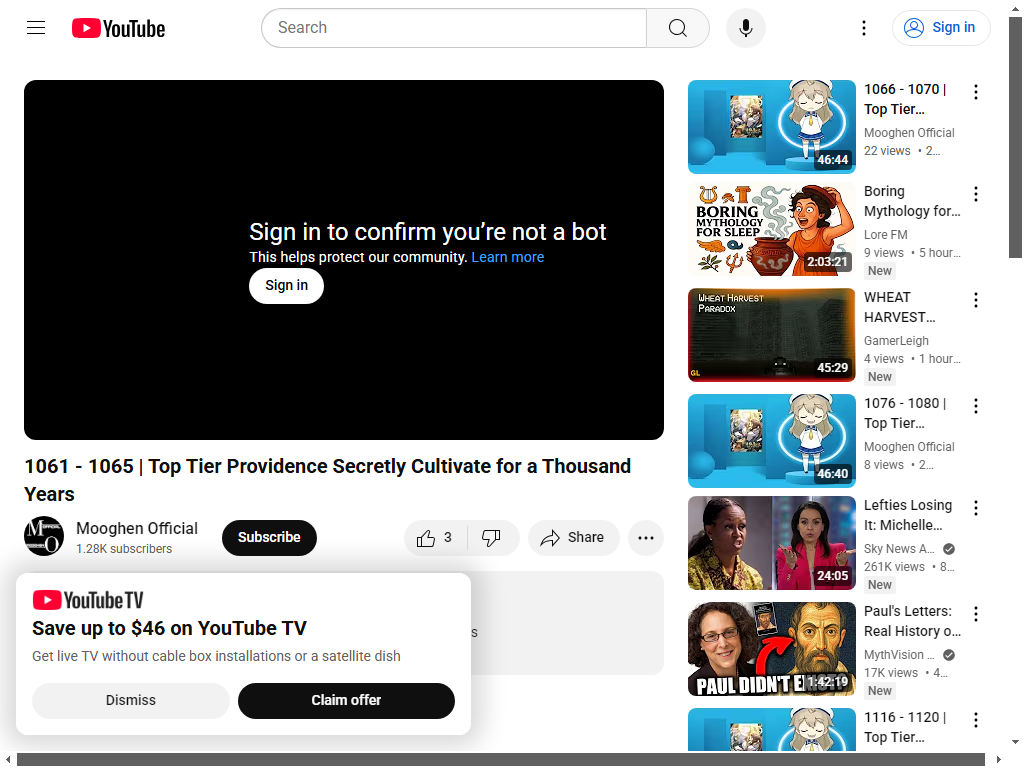 YouTube
Search
Sign in
Sign in to confirm you're not a bot
This helps protect our community. Learn more
Sign in
1061 - 1065 | Top Tier Providence Secretly Cultivate for a Thousand
Years
Mooghen Official
1.28K subscribers
Subscribe
3
Share
YouTube TV
Save up to $46 on YouTube TV
Get live TV without cable box installations or a satellite dish
Dismiss
Claim offer
46:44
1066 - 1070 |
Top Tier...
Mooghen Official
22 views • 2...
BORING
MYTHOLOGY
FOR SLEEP
2:03:21
Boring
Mythology for...
Lore FM
9 views • 5 hour...
New
WHEAT HARVEST
PARADOX
GL
45:29
WHEAT
HARVEST...
GamerLeigh
4 views • 1 hour...
New
46:40
1076 - 1080 |
Top Tier...
Mooghen Official
8 views • 2...
24:05
Lefties Losing
It: Michelle...
Sky News A...
261K views • 8...
New
PAUL DIDN'T
1:42:19
Paul's Letters:
Real History o...
MythVision ...
17K views • 4...
New
1116 - 1120 |
Top Tier...